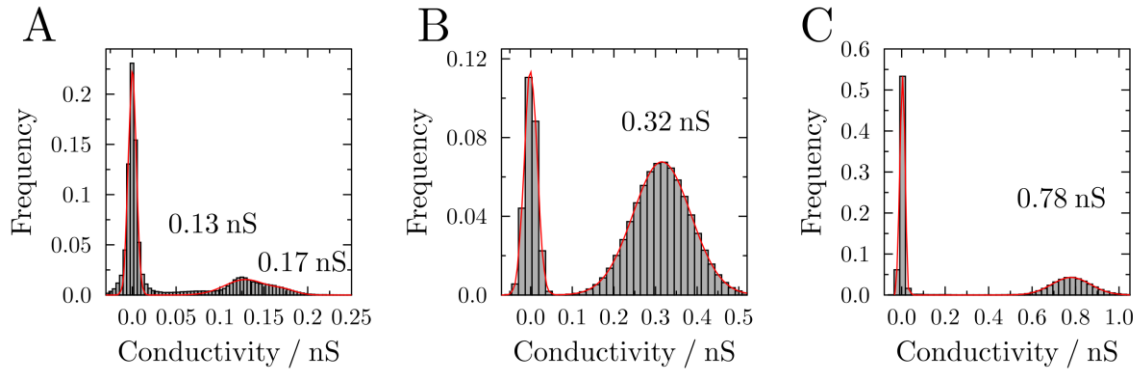 A
Frequency
0.2
0.15
0.1
0.05
0.0
0.13 nS
0.17 nS
0.0 0.05 0.1 0.15 0.2 0.25
Conductivity / nS
B
Frequency
0.12
0.08
0.04
0.0
0.32 nS
0.0 0.1 0.2 0.3 0.4 0.5
Conductivity / nS
C
Frequency
0.6
0.5
0.4
0.3
0.2
0.1
0.0
0.78 nS
0.0 0.2 0.4 0.6 0.8 1.0
Conductivity / nS